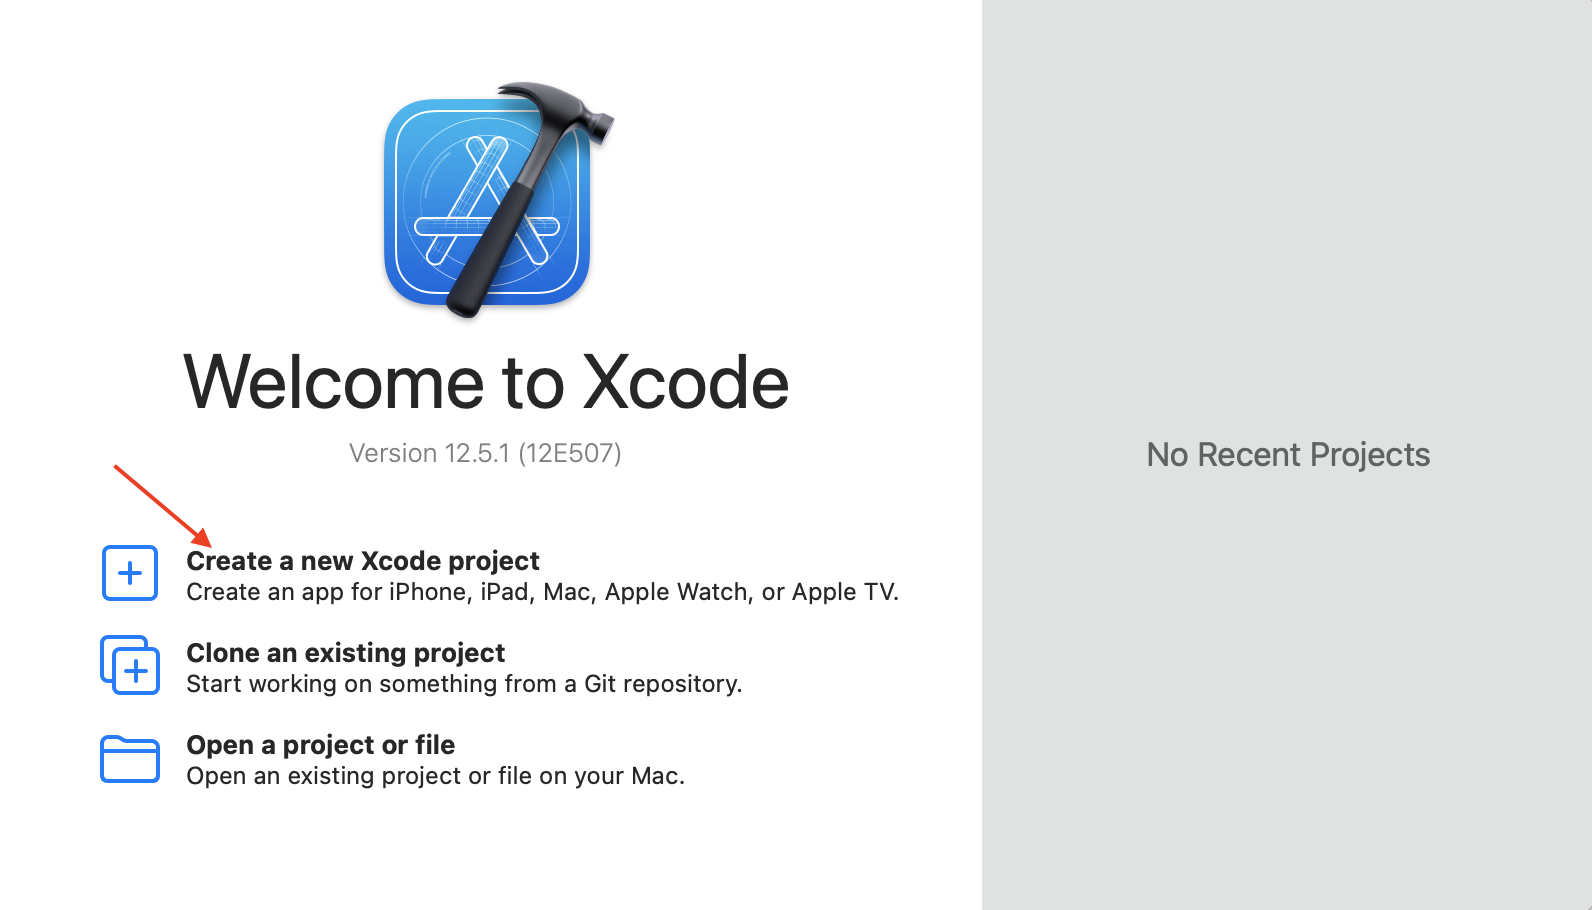 Welcome to Xcode
Version 12.5.1 (12E507)
Create a new Xcode project
Create an app for iPhone, iPad, Mac, Apple Watch, or Apple TV.
Clone an existing project
Start working on something from a Git repository.
Open a project or file
Open an existing project or file on your Mac.
No Recent Projects